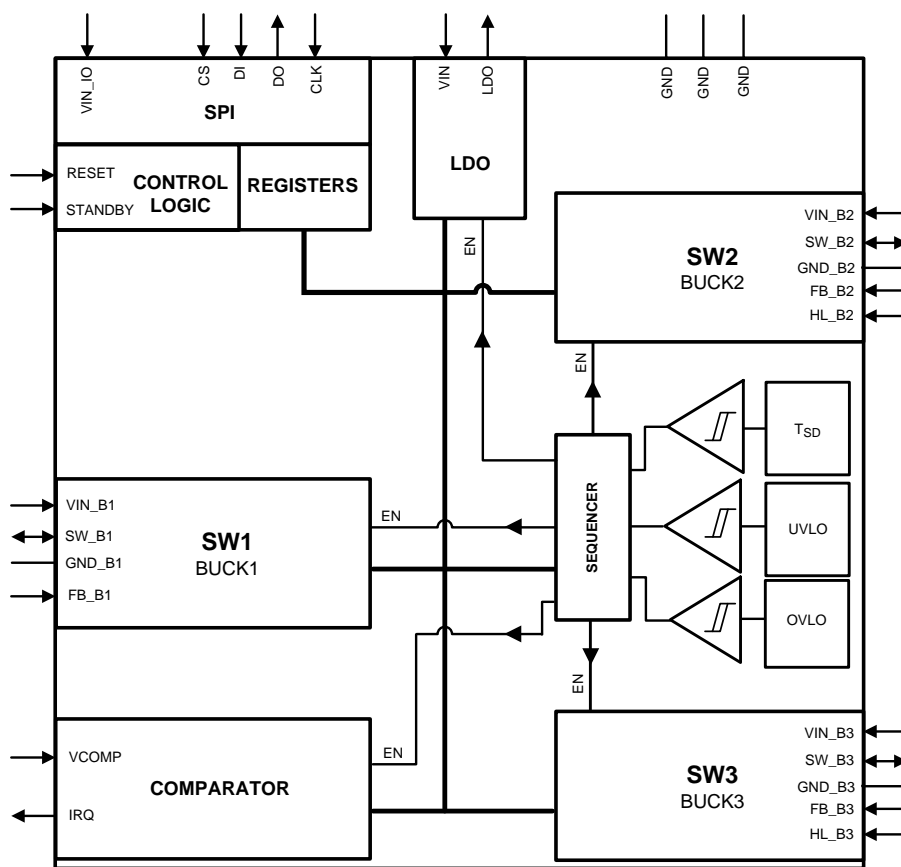 VIN_IO
CS
DI
DO
CLK
SPI
VIN
LDO
LDO
GND
GND
GND
RESET
STANDBY
CONTROL
LOGIC
REGISTERS
EN
SW2
BUCK2
VIN_B2
SW_B2
GND_B2
FB_B2
HL_B2
EN
SEQUENCER
TSD
UVLO
OVLO
VIN_B1
SW_B1
GND_B1
FB_B1
SW1
BUCK1
EN
EN
EN
VCOMP
IRQ
COMPARATOR
SW3
BUCK3
VIN_B3
SW_B3
GND_B3
FB_B3
HL_B3